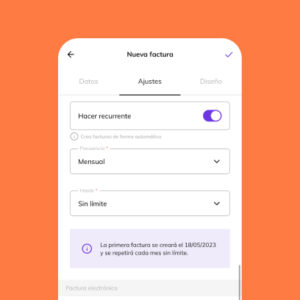 Nueva factura
Datos
Ajustes
Diseño
Hacer recurrente
Crea facturas de forma automática
Frecuencia *
Mensual
Hasta *
Sin límite
La primera factura se creará el 18/05/2023
y se repetirá cada mes sin límite.
Factura electrónica